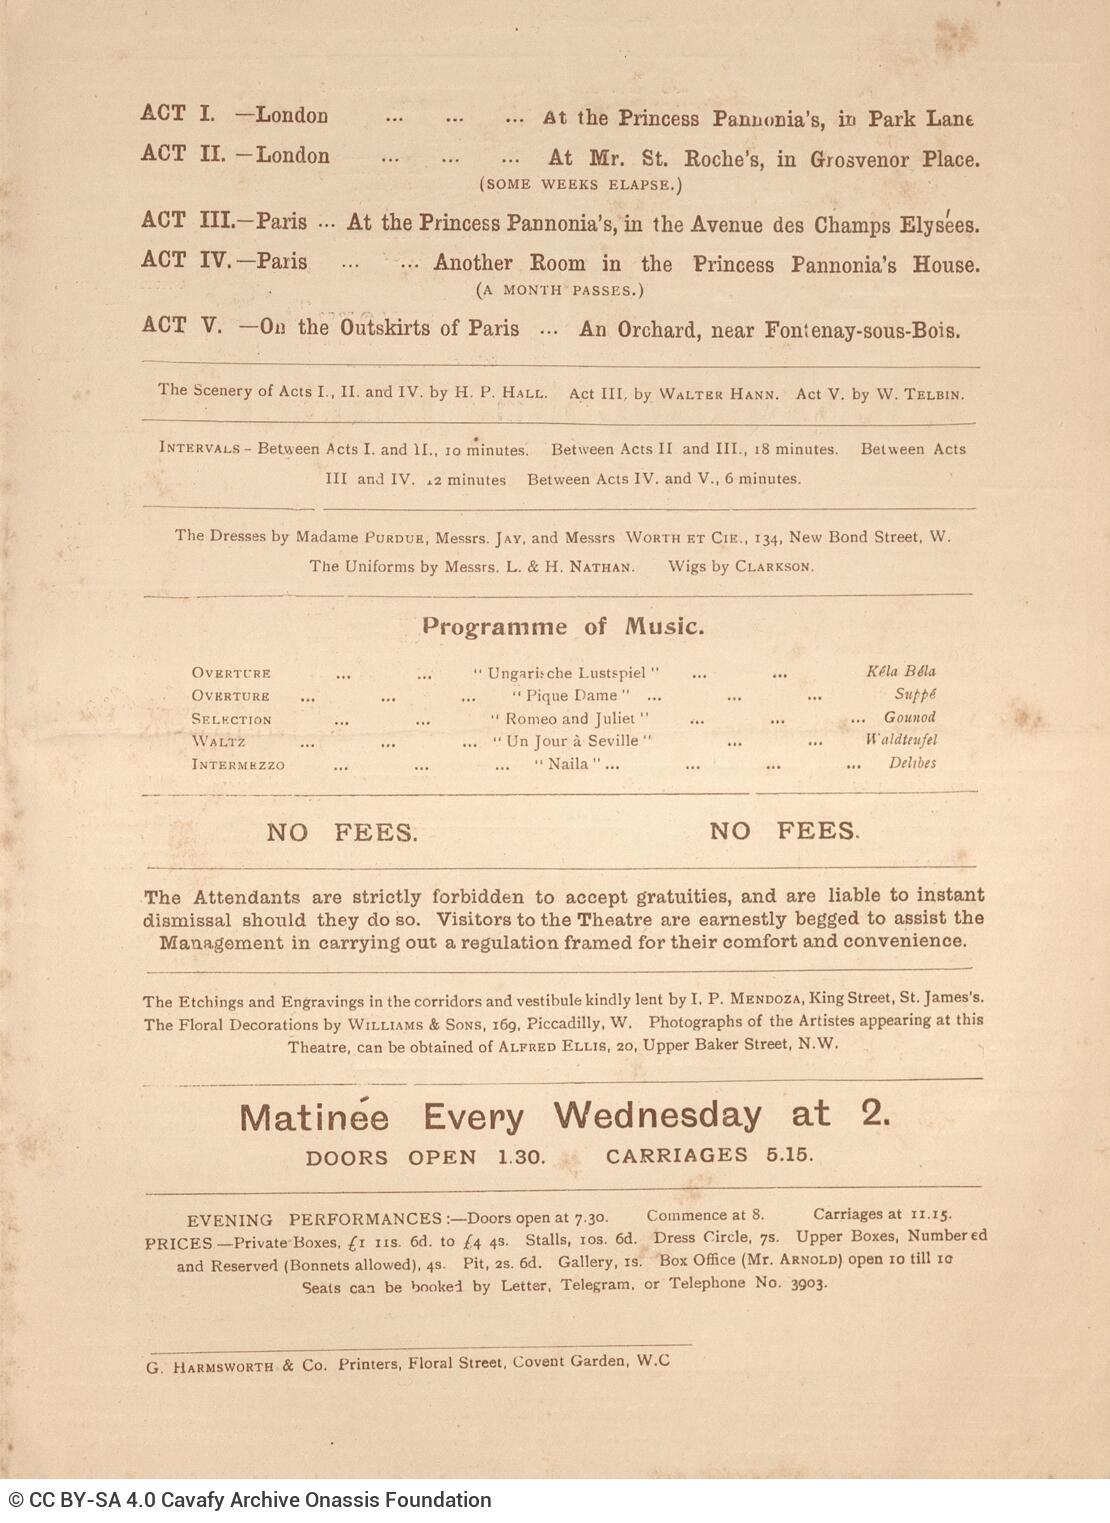 ACT I. —London ... ... ... At the Princess Pannonia's, in Park Lane
ACT II. —London ... ... ... At Mr. St. Roche's, in Grosvenor Place.
(SOME WEEKS ELAPSE.)
ACT III.—Paris ... At the Princess Pannonia's, in the Avenue des Champs Elysées.
ACT IV.—Paris ... ... Another Room in the Princess Pannonia's House.
(A MONTH PASSES.)
ACT V. —On the Outskirts of Paris ... An Orchard, near Fontenay-sous-Bois.
The Scenery of Acts I., II. and IV. by H. P. HALL. Act III, by WALTER HANN. Act V. by W. TELBIN.
INTERVALS – Between Acts I. and II., 10 minutes. Between Acts II and III., 18 minutes. Between Acts
III and IV. 12 minutes Between Acts IV. and V., 6 minutes.
The Dresses by Madame PURDUE, Messrs. JAY, and Messrs WORTH ET CIE., 134, New Bond Street, W.
The Uniforms by Messrs. L. & H. NATHAN. Wigs by CLARKSON.
Programme of Music.
OVERTURE ... ... "Ungarische Lustspiel" ... ... Kéla Béla
OVERTURE ... ... ... "Pique Dame" ... ... ... Suppé
SELECTION ... ... "Romeo and Juliet" ... ... ... Gounod
WALTZ ... ... ... "Un Jour à Seville" ... ... Waldteufel
INTERMEZZO ... ... ... "Naila" ... ... ... ... Delibes
NO FEES. NO FEES.
The Attendants are strictly forbidden to accept gratuities, and are liable to instant
dismissal should they do so. Visitors to the Theatre are earnestly begged to assist the
Management in carrying out a regulation framed for their comfort and convenience.
The Etchings and Engravings in the corridors and vestibule kindly lent by I. P. MENDOZA, King Street, St. James's.
The Floral Decorations by WILLIAMS & SONS, 169, Piccadilly, W. Photographs of the Artistes appearing at this
Theatre, can be obtained of ALFRED ELLIS, 20, Upper Baker Street, N.W.
Matinée Every Wednesday at 2.
DOORS OPEN 1.30. CARRIAGES 5.15.
EVENING PERFORMANCES :—Doors open at 7.30. Commence at 8. Carriages at 11.15.
PRICES —Private Boxes, £1 11s. 6d. to £4 4s. Stalls, 10s. 6d. Dress Circle, 7s. Upper Boxes, Numbered
and Reserved (Bonnets allowed), 4s. Pit, 2s. 6d. Gallery, 1s. Box Office (Mr. ARNOLD) open 10 till 10
Seats can be booked by Letter, Telegram, or Telephone No. 3903.
G. HARMSWORTH & Co. Printers, Floral Street, Covent Garden, W.C
© CC BY-SA 4.0 Cavafy Archive Onassis Foundation